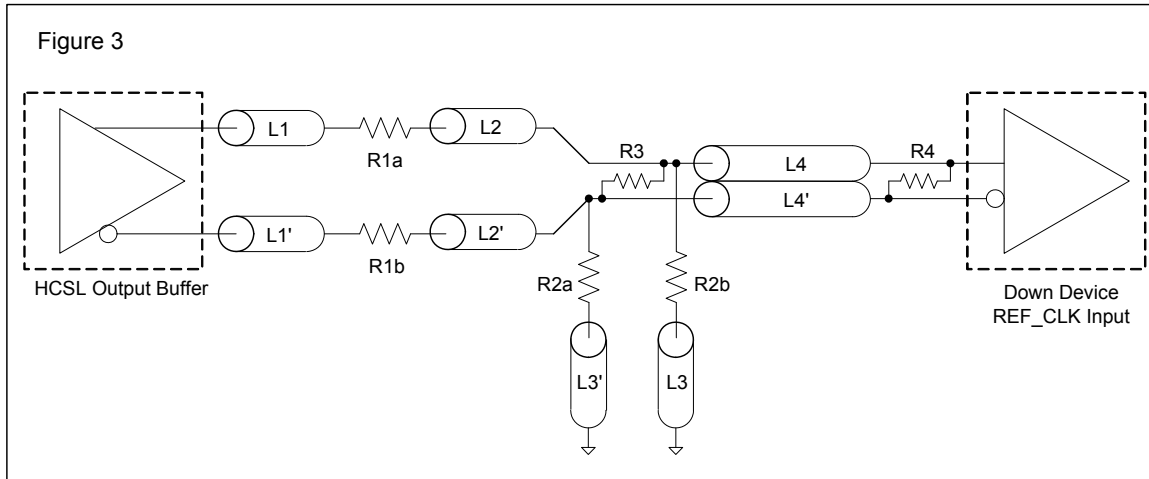 Figure 3
L1
R1a
L2
R3
L4
R4
L1'
R1b
L2'
L4'
HCSL Output Buffer
R2a
R2b
Down Device
REF_CLK Input
L3'
L3